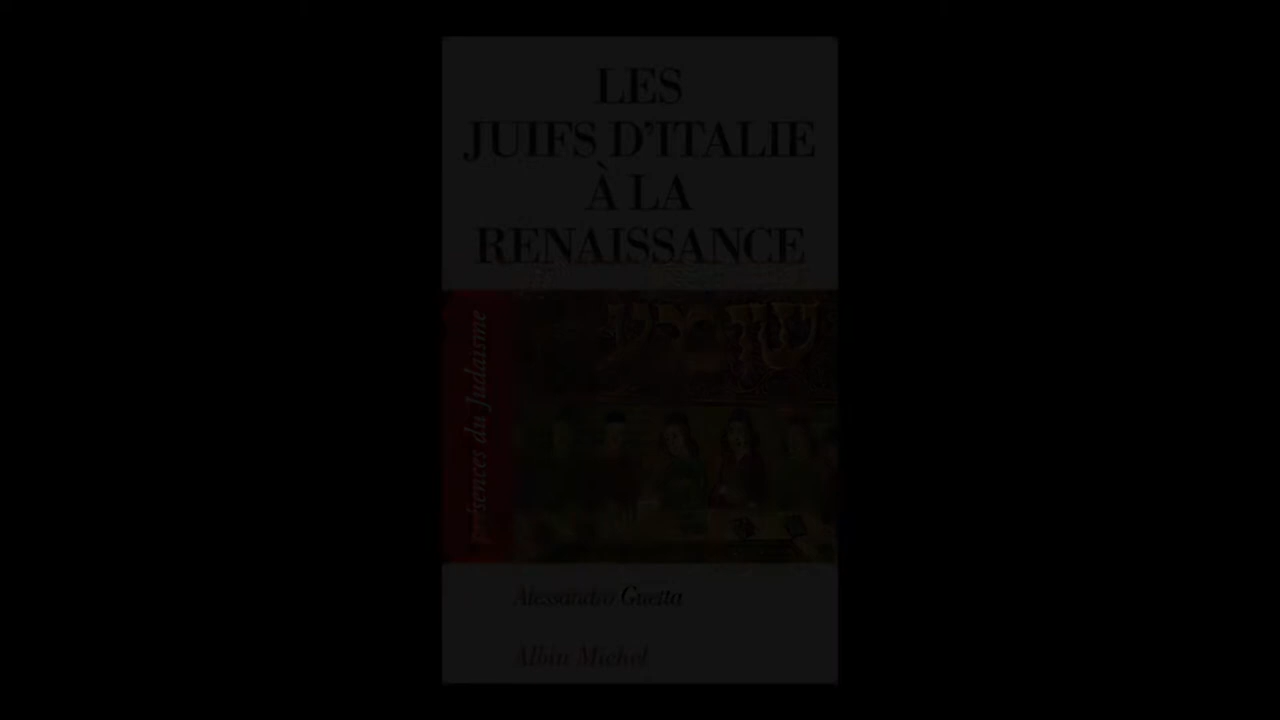 LES
JUIFS D'ITALIE
À LA
RENAISSANCE
présences du Judaïsme
Alessandro Guetta
Albin Michel